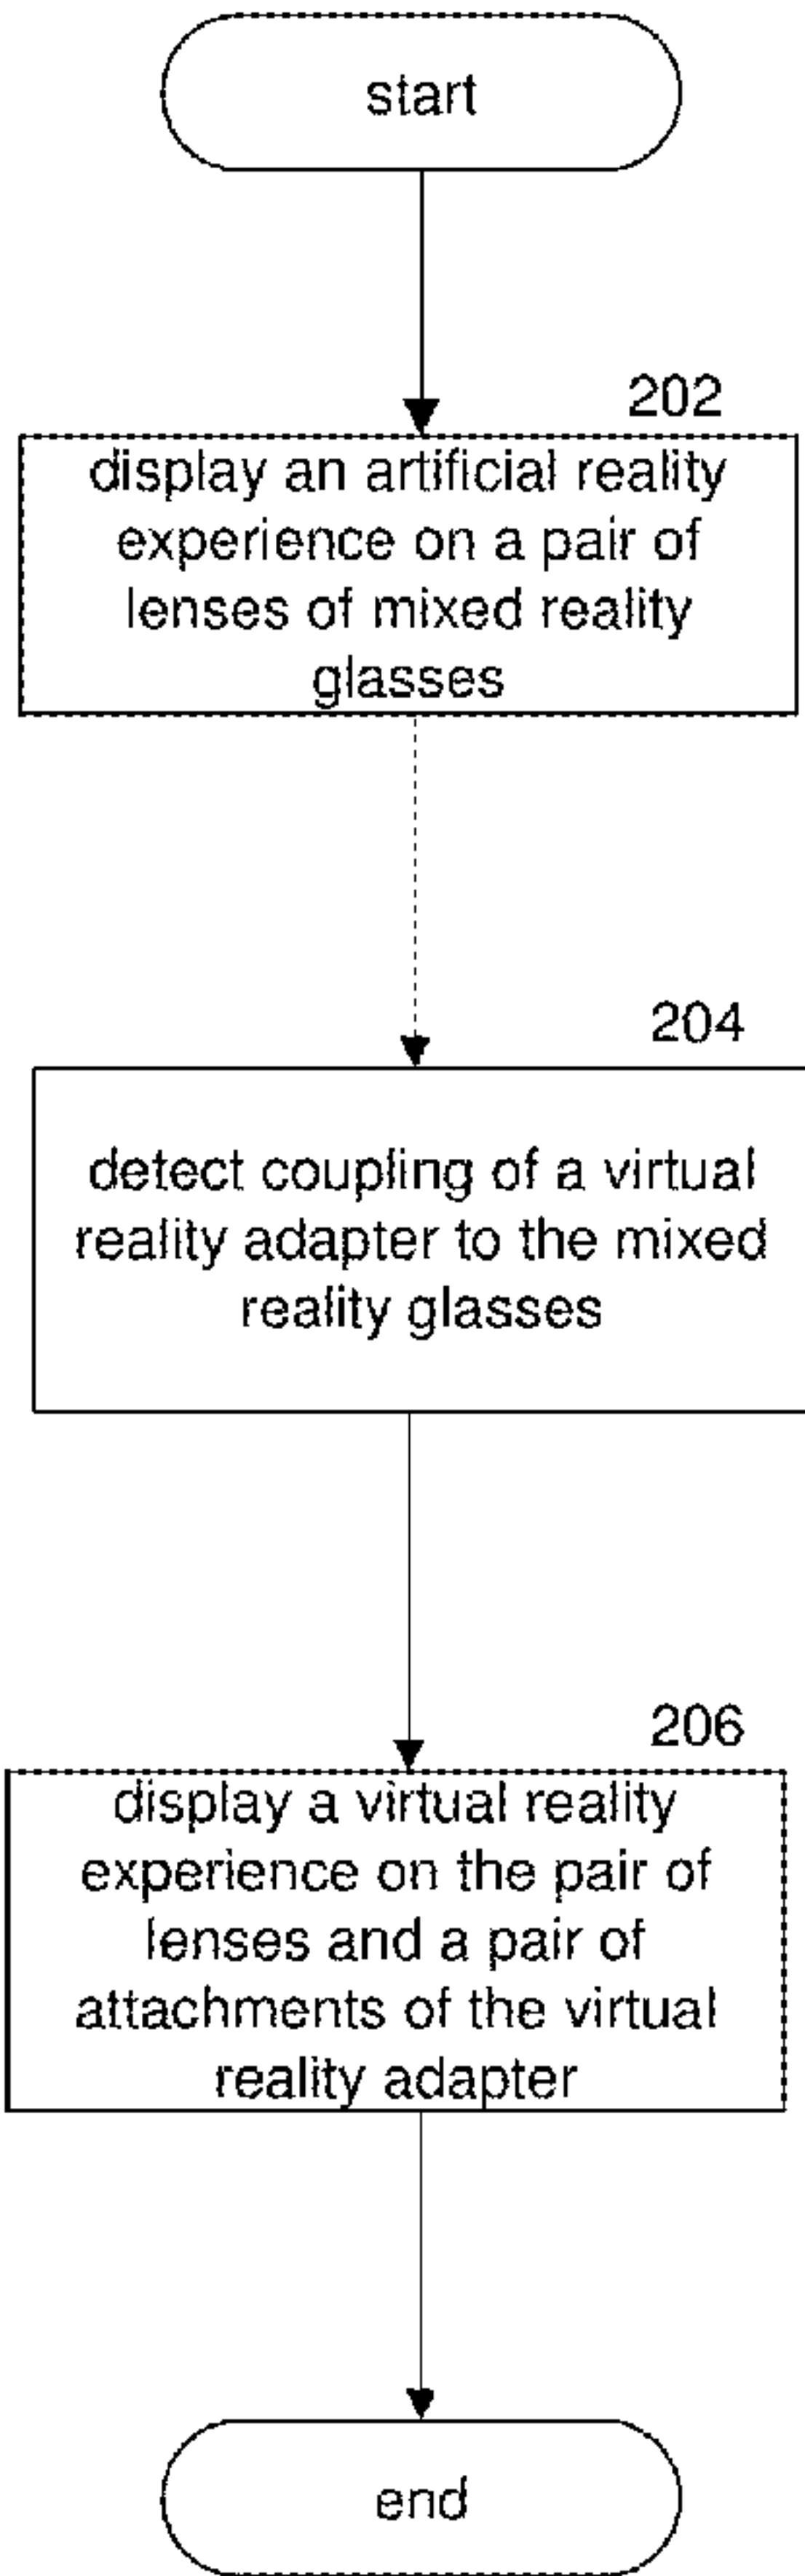 start
202
display an artificial reality
experience on a pair of
lenses of mixed reality
glasses
204
detect coupling of a virtual
reality adapter to the mixed
reality glasses
206
display a virtual reality
experience on the pair of
lenses and a pair of
attachments of the virtual
reality adapter
end